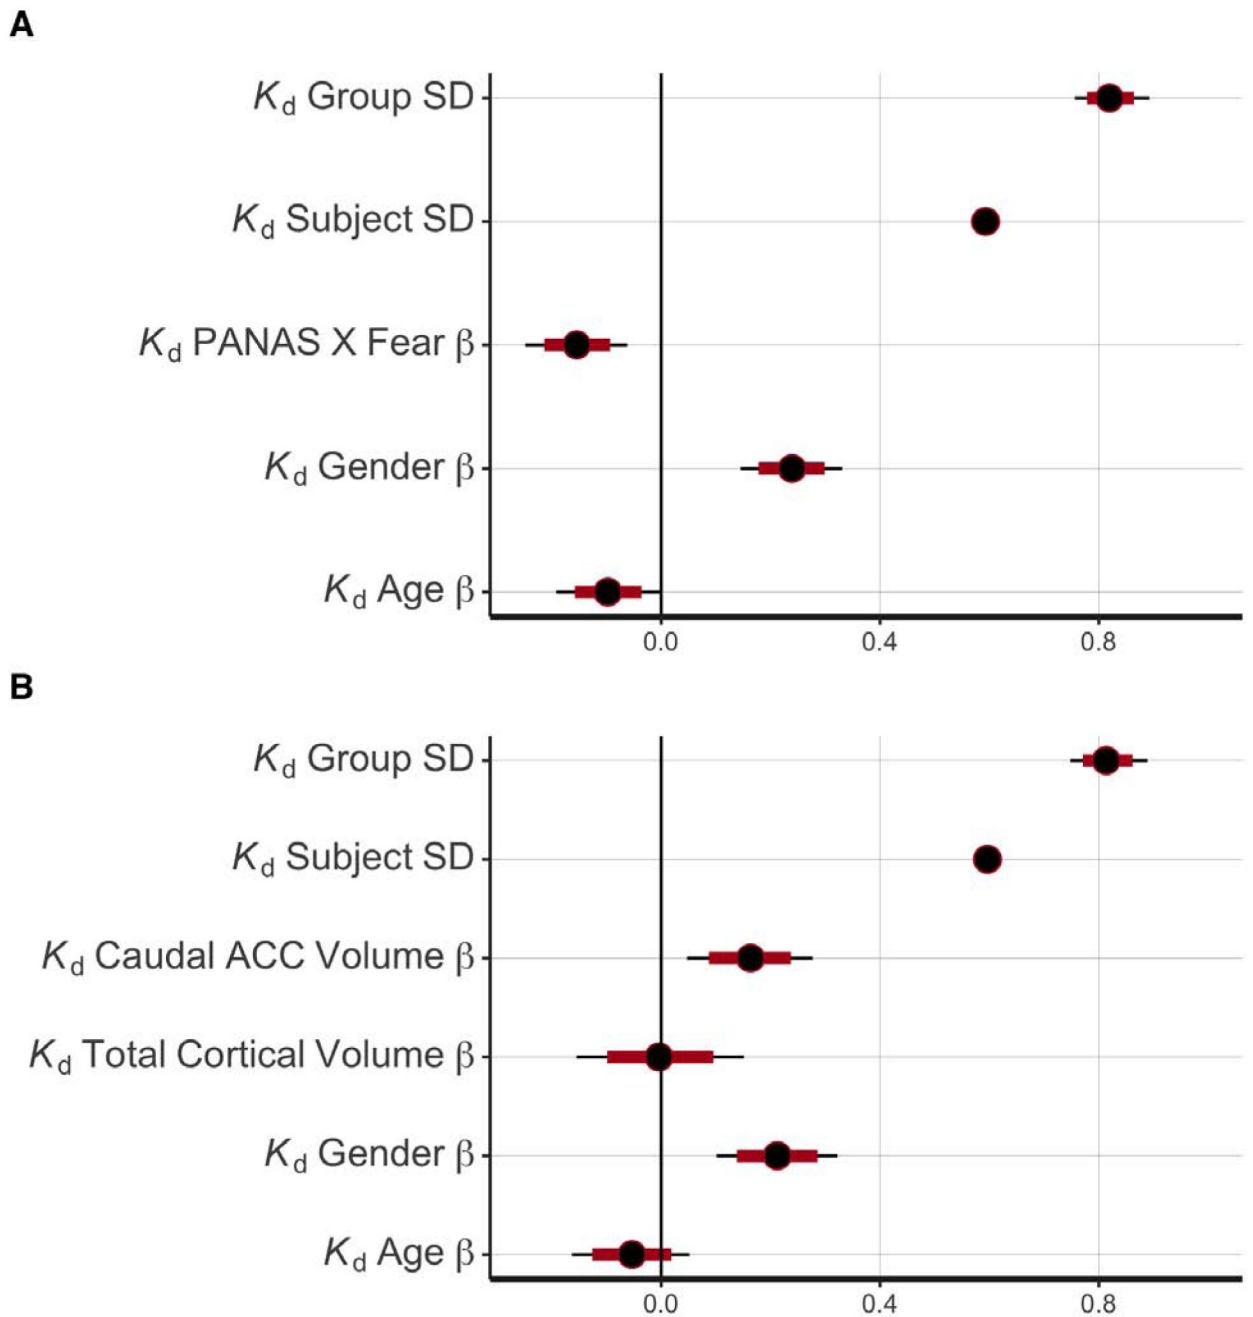 A
Kd Group SD
Kd Subject SD
Kd PANAS X Fear β
Kd Gender β
Kd Age β
0.0 0.4 0.8
B
Kd Group SD
Kd Subject SD
Kd Caudal ACC Volume β
Kd Total Cortical Volume β
Kd Gender β
Kd Age β
0.0 0.4 0.8